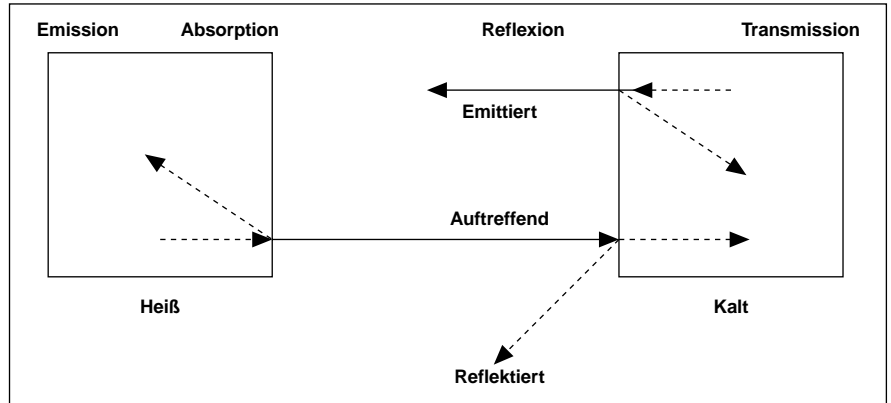 Emission Absorption Reflexion Transmission
Emittiert
Auftreffend
Heiß Kalt
Reflektiert